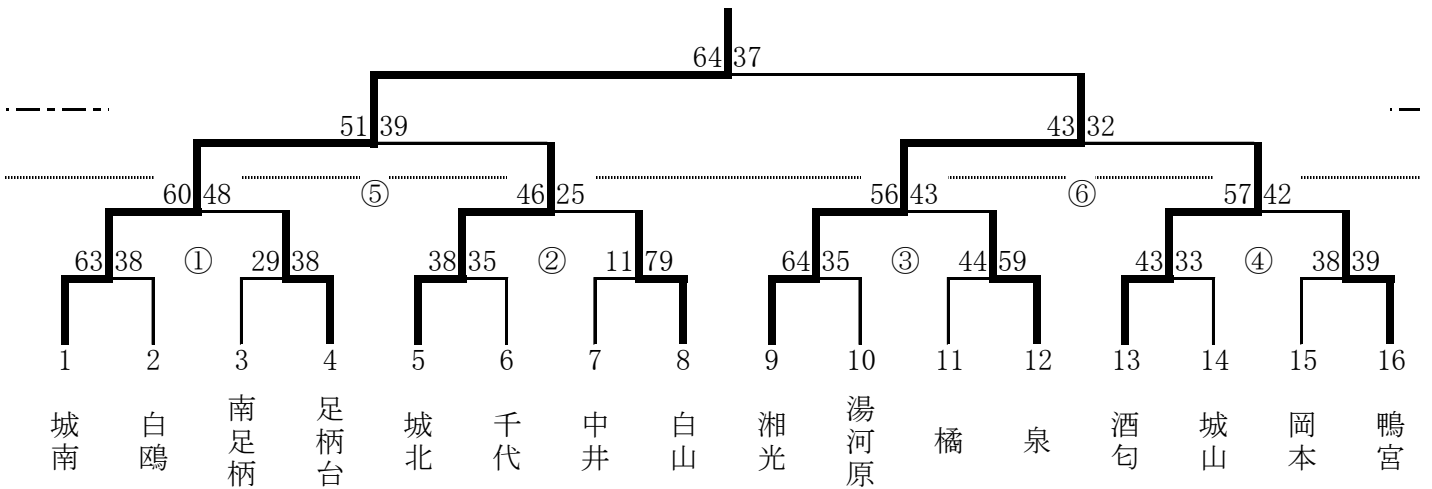 64 37
51 39 43 32
60 48 ⑤ 46 25 56 43 ⑥ 57 42
63 38 ① 29 38 38 35 ② 11 79 64 35 ③ 44 59 43 33 ④ 38 39
1 2 3 4 5 6 7 8 9 10 11 12 13 14 15 16
城南 白鴎 南足柄 足柄台 城北 千代 中井 白山 湘光 湯河原 橘 泉 酒匂 城山 岡本 鴨宮